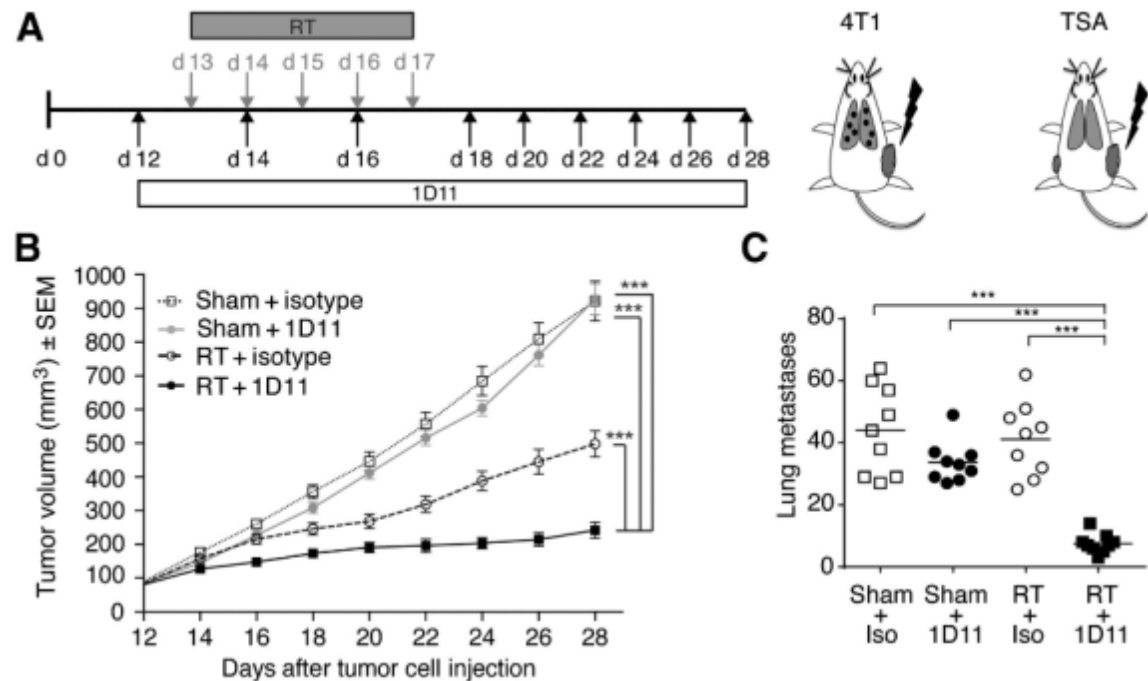 A
RT
4T1
TSA
d 13 d 14 d 15 d 16 d 17
d 0 d 12 d 14 d 16 d 18 d 20 d 22 d 24 d 26 d 28
1D11
B
Tumor volume (mm³) ± SEM
1000
900
800
700
600
500
400
300
200
100
0
Sham + isotype
Sham + 1D11
RT + isotype
RT + 1D11
***
***
***
12 14 16 18 20 22 24 26 28
Days after tumor cell injection
C
Lung metastases
80
60
40
20
0
***
***
***
Sham + Iso
Sham + 1D11
RT + Iso
RT + 1D11